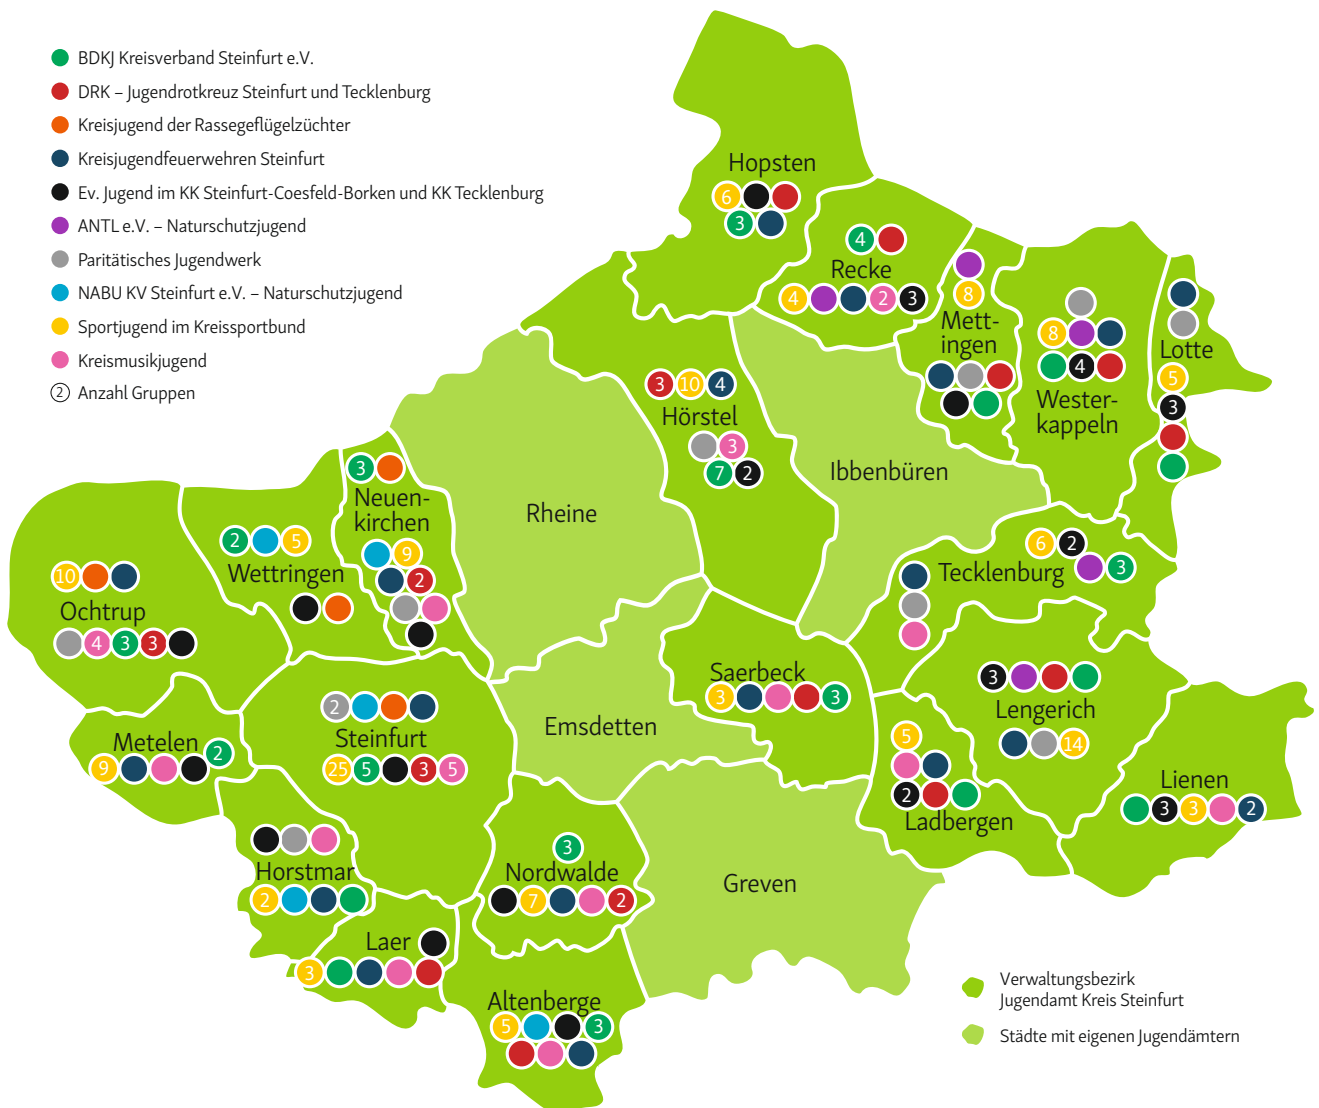 BDKJ Kreisverband Steinfurt e.V.
DRK – Jugendrotkreuz Steinfurt und Tecklenburg
Kreisjugend der Rassegeflügelzüchter
Kreisjugendfeuerwehren Steinfurt
Ev. Jugend im KK Steinfurt-Coesfeld-Borken und KK Tecklenburg
ANTL e.V. – Naturschutzjugend
Paritätisches Jugendwerk
NABU KV Steinfurt e.V. – Naturschutzjugend
Sportjugend im Kreissportbund
Kreismusikjugend
2 Anzahl Gruppen
Hopsten
6
3
4
Recke
4 2 3
8
Mett-
ingen
8
4
Wester-
kappeln
Lotte
5
3
3 10 4
Hörstel
3
7 2
Ibbenbüren
Rheine
3
Neuen-
kirchen
9
2
2 5
Wettringen
10
Ochtrup
4 3 3
6 2
Tecklenburg 3
Saerbeck
3 3
3
Lengerich
14
Emsdetten
2
Steinfurt
25 5 3 5
Metelen 2
9
5
2
Ladbergen
Lienen
3 3 2
Horstmar
2
3
Nordwalde
7 2
Greven
Laer
3
Altenberge
5 3
Verwaltungsbezirk
Jugendamt Kreis Steinfurt
Städte mit eigenen Jugendämtern